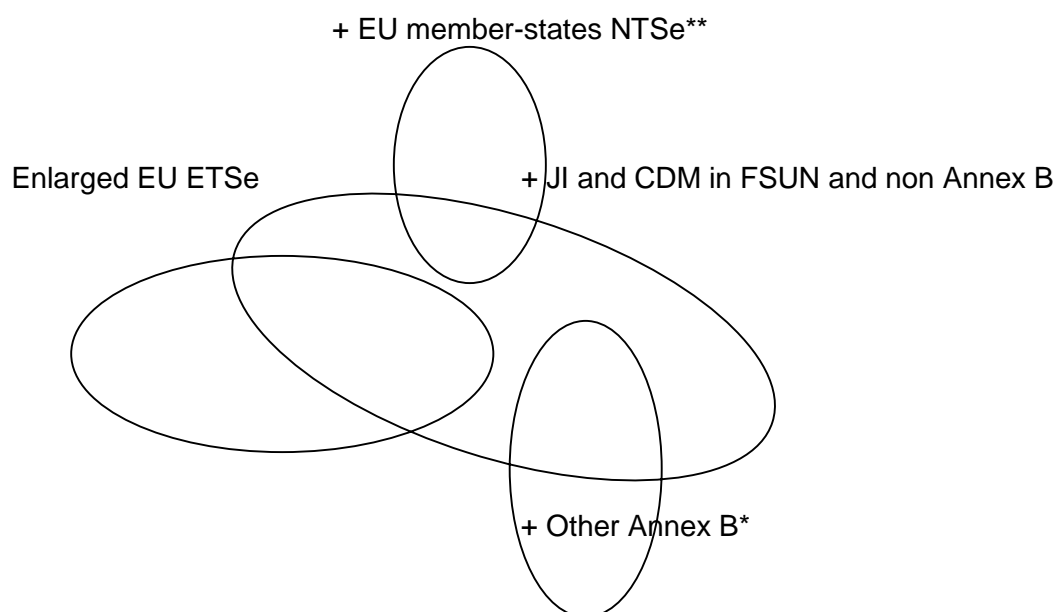 + EU member-states NTSe**
Enlarged EU ETSe
+ JI and CDM in FSUN and non Annex B
+ Other Annex B*